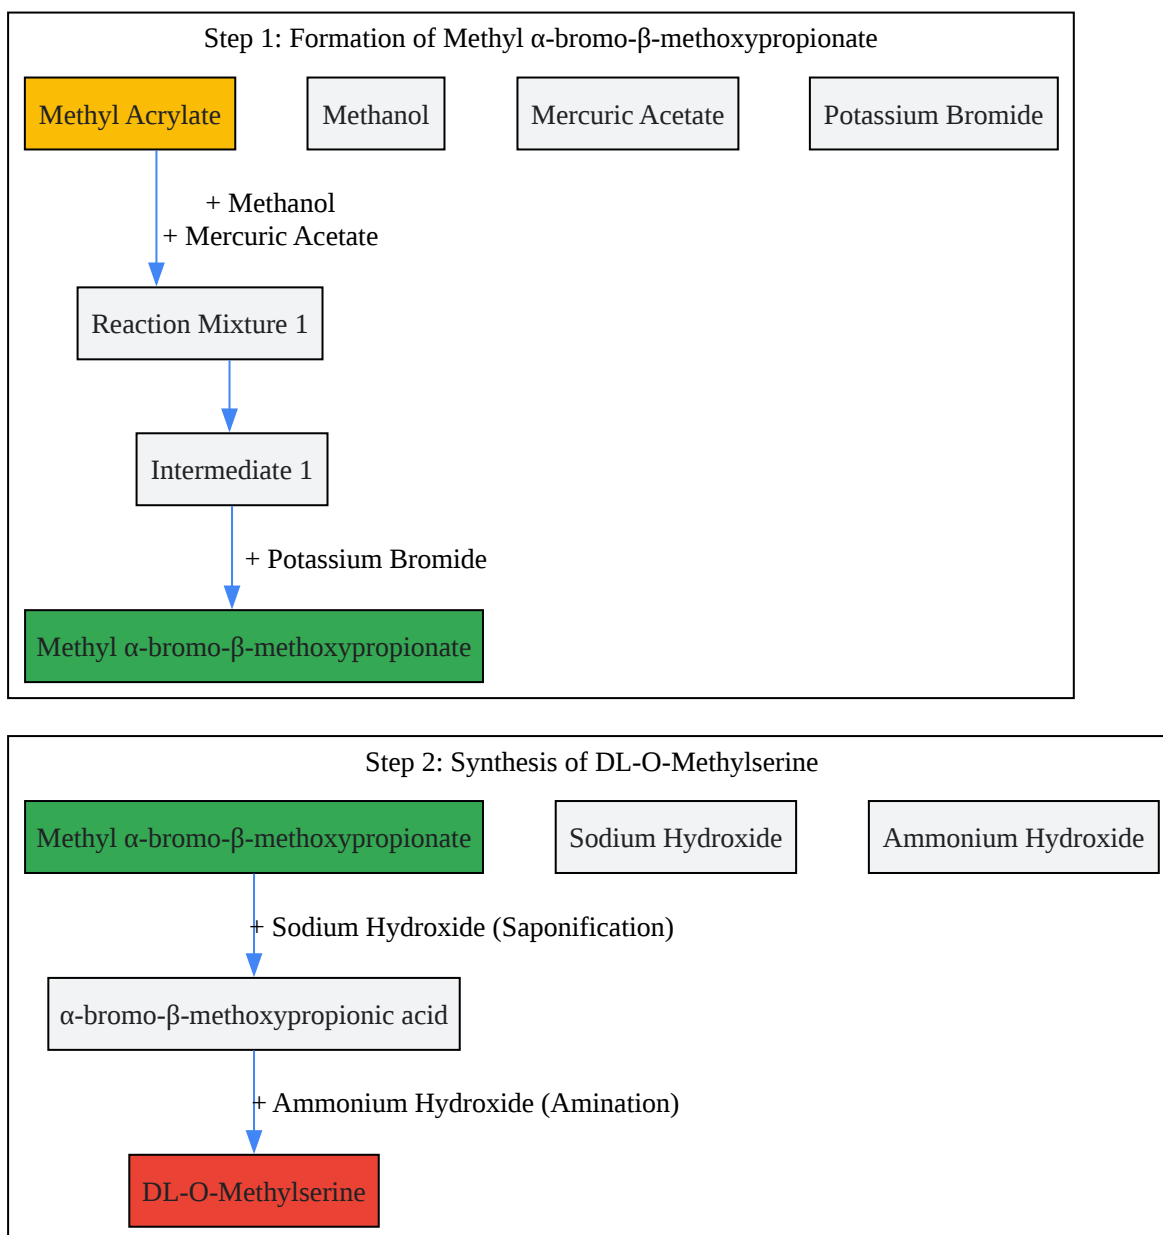 Step 1: Formation of Methyl α-bromo-β-methoxypropionate
Methyl Acrylate
Methanol
Mercuric Acetate
Potassium Bromide
+ Methanol
+ Mercuric Acetate
Reaction Mixture 1
Intermediate 1
+ Potassium Bromide
Methyl α-bromo-β-methoxypropionate
Step 2: Synthesis of DL-O-Methylserine
Methyl α-bromo-β-methoxypropionate
Sodium Hydroxide
Ammonium Hydroxide
+ Sodium Hydroxide (Saponification)
α-bromo-β-methoxypropionic acid
+ Ammonium Hydroxide (Amination)
DL-O-Methylserine